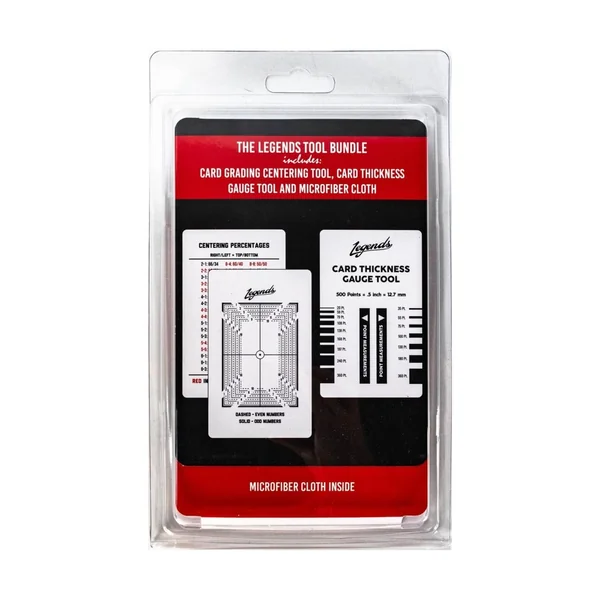 THE LEGENDS TOOL BUNDLE
includes:
CARD GRADING CENTERING TOOL, CARD THICKNESS
GAUGE TOOL AND MICROFIBER CLOTH
CENTERING PERCENTAGES
RIGHT/LEFT + TOP/BOTTOM
RED IN
Legends
DASHED - EVEN NUMBERS
SOLID - ODD NUMBERS
Legends
CARD THICKNESS
GAUGE TOOL
500 Points = .5 inch = 12.7 mm
POINT MEASUREMENTS
POINT MEASUREMENTS
MICROFIBER CLOTH INSIDE